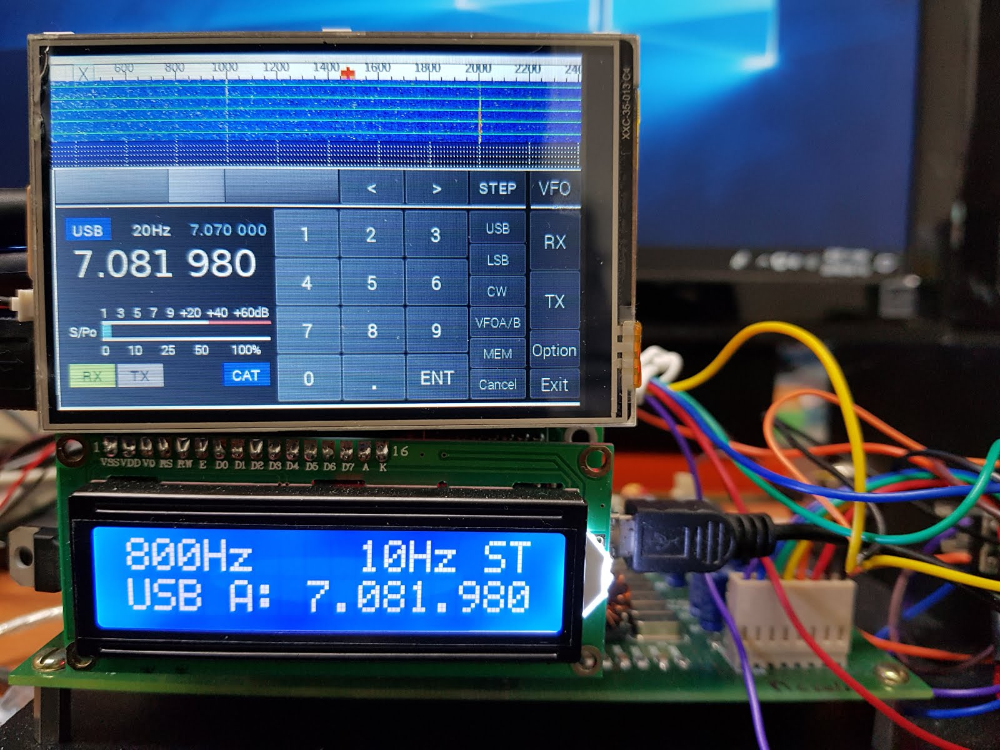 X 600 800 1000 1200 1400 1600 1800 2000 2200 24
XXC-35-013 C4
< > STEP VFO
USB 20Hz 7.070 000
7.081 980
1 3 5 7 9 +20 +40 +60dB
S/Po
0 10 25 50 100%
RX TX CAT
1 2 3 USB RX
LSB
4 5 6 CW TX
7 8 9 VFOA/B
MEM Option
0 . ENT Cancel Exit
1 16
VSS VDD V0 RS RW E D0 D1 D2 D3 D4 D5 D6 D7 A K
800Hz 10Hz ST
USB A: 7.081.980